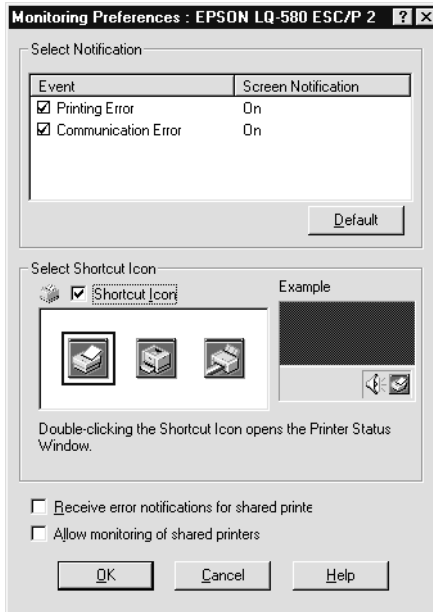 Monitoring Preferences : EPSON LQ-580 ESC/P 2
Select Notification
Event Screen Notification
Printing Error On
Communication Error On
Default
Select Shortcut Icon
Shortcut Icon
Example
Double-clicking the Shortcut Icon opens the Printer Status
Window.
Receive error notifications for shared printe
Allow monitoring of shared printers
OK Cancel Help